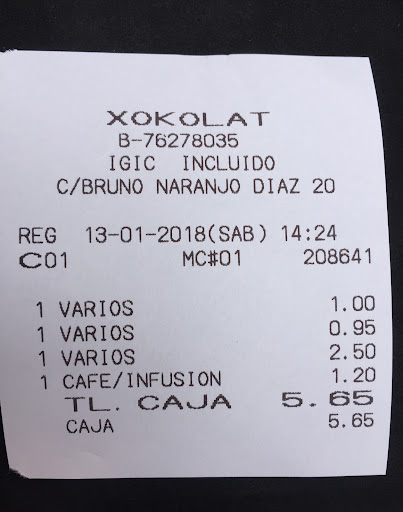 XOKOLAT
B-76278035
IGIC INCLUIDO
C/BRUNO NARANJO DIAZ 20
REG 13-01-2018(SAB) 14:24
C01 MC#01 208641
1 VARIOS 1.00
1 VARIOS 0.95
1 VARIOS 2.50
1 CAFE/INFUSION 1.20
TL. CAJA 5.65
CAJA 5.65